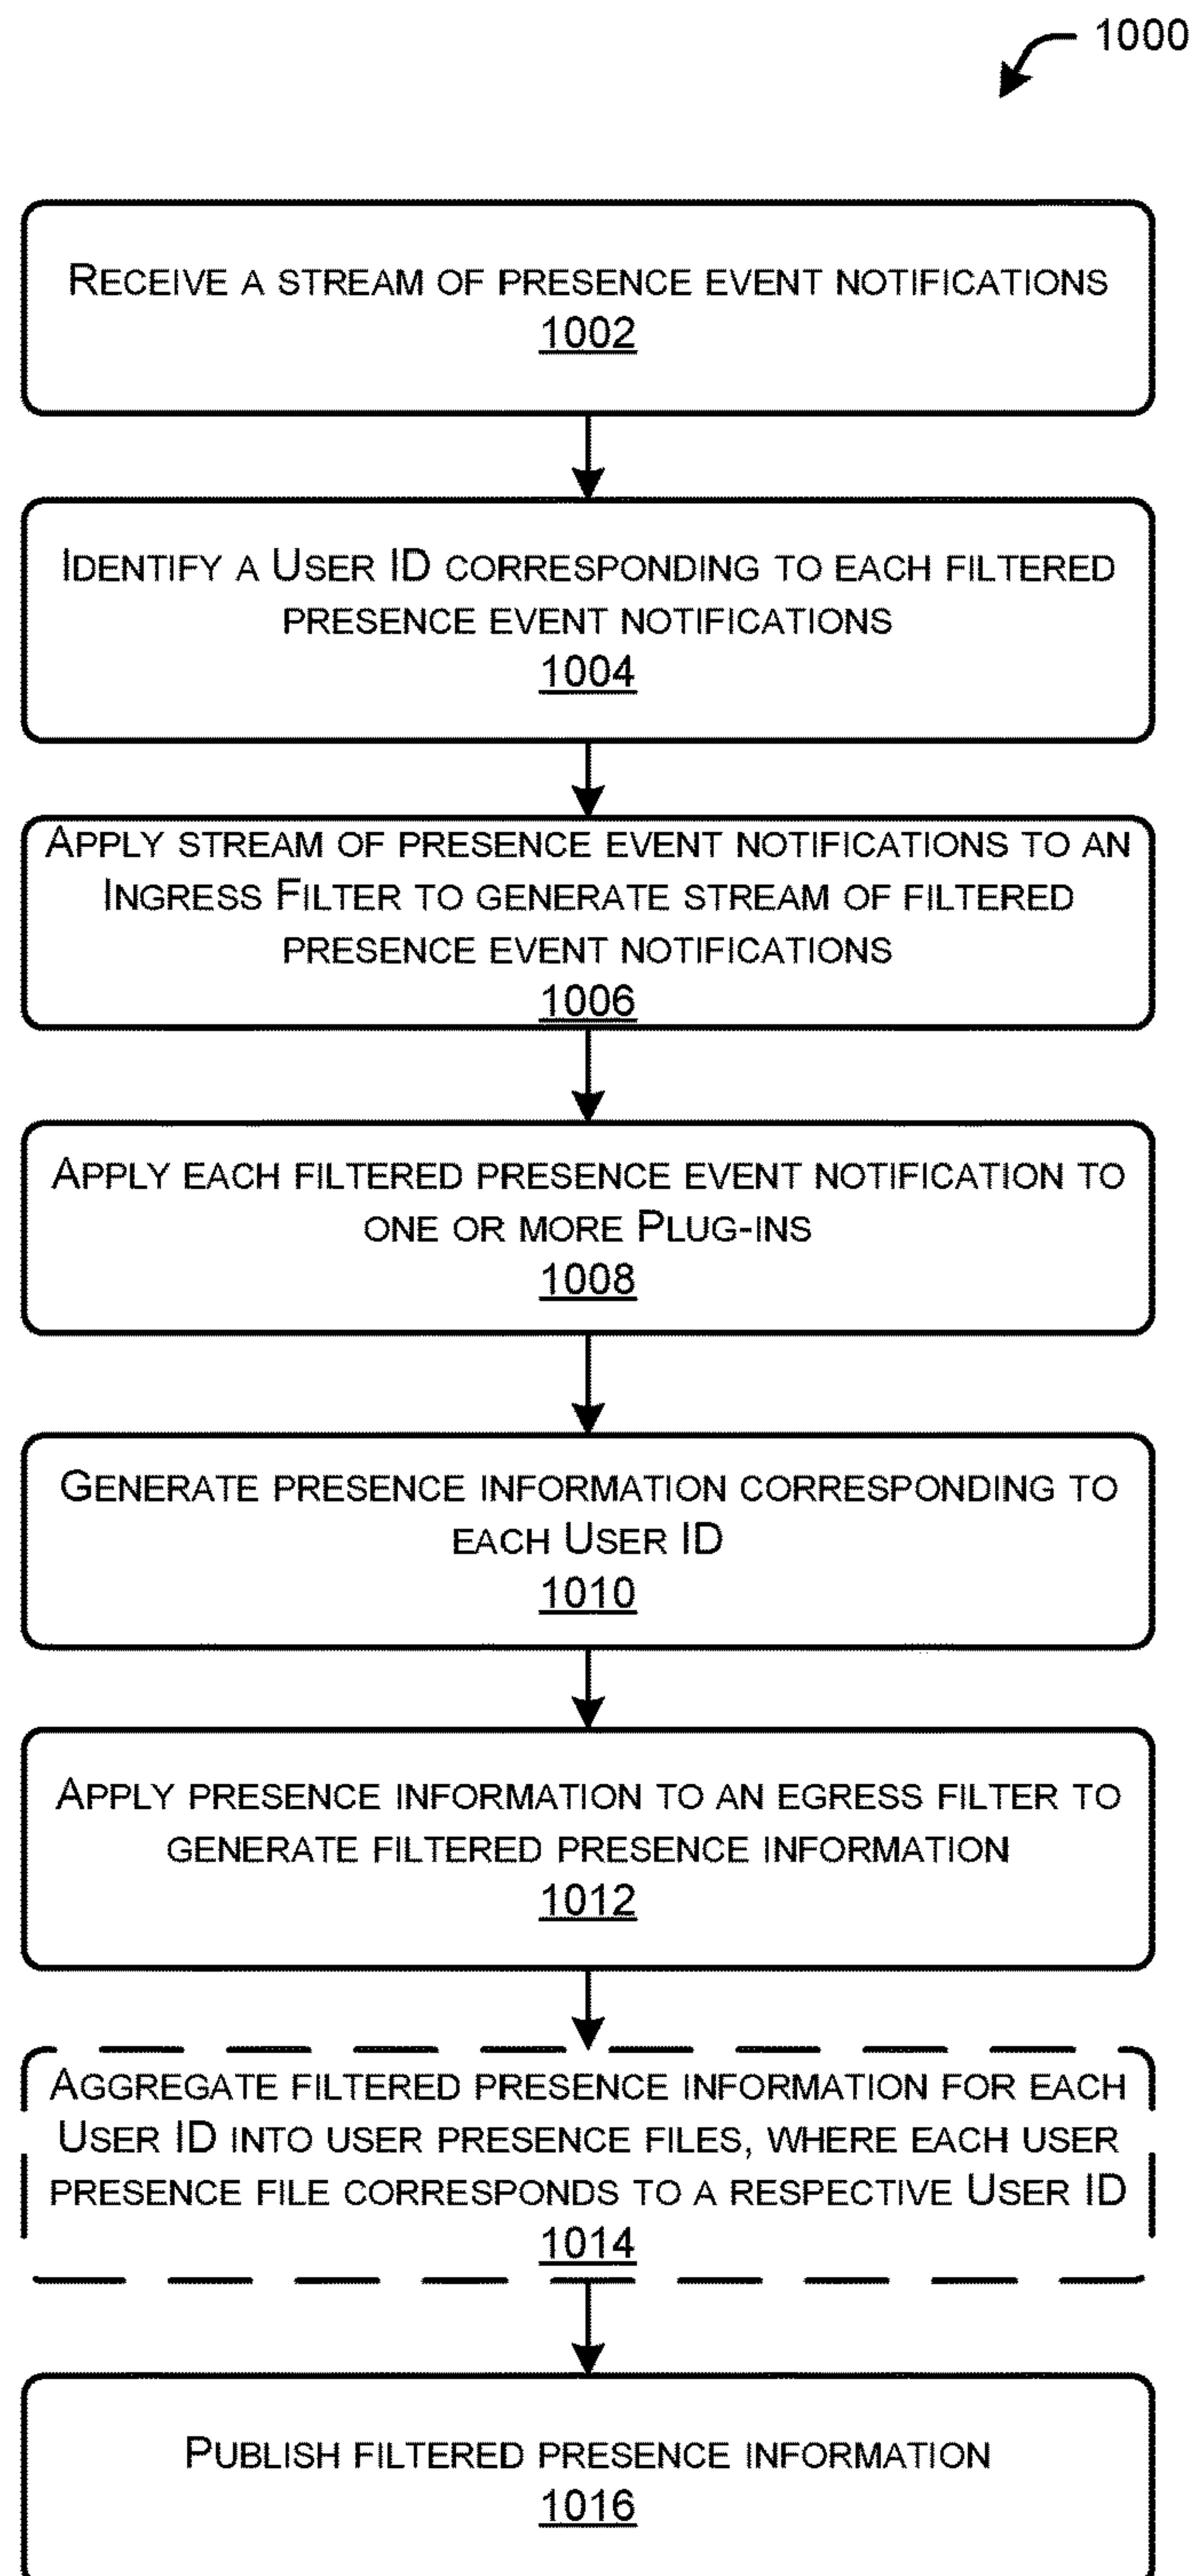 1000
RECEIVE A STREAM OF PRESENCE EVENT NOTIFICATIONS
1002
IDENTIFY A USER ID CORRESPONDING TO EACH FILTERED
PRESENCE EVENT NOTIFICATIONS
1004
APPLY STREAM OF PRESENCE EVENT NOTIFICATIONS TO AN
INGRESS FILTER TO GENERATE STREAM OF FILTERED
PRESENCE EVENT NOTIFICATIONS
1006
APPLY EACH FILTERED PRESENCE EVENT NOTIFICATION TO
ONE OR MORE PLUG-INS
1008
GENERATE PRESENCE INFORMATION CORRESPONDING TO
EACH USER ID
1010
APPLY PRESENCE INFORMATION TO AN EGRESS FILTER TO
GENERATE FILTERED PRESENCE INFORMATION
1012
AGGREGATE FILTERED PRESENCE INFORMATION FOR EACH
USER ID INTO USER PRESENCE FILES, WHERE EACH USER
PRESENCE FILE CORRESPONDS TO A RESPECTIVE USER ID
1014
PUBLISH FILTERED PRESENCE INFORMATION
1016